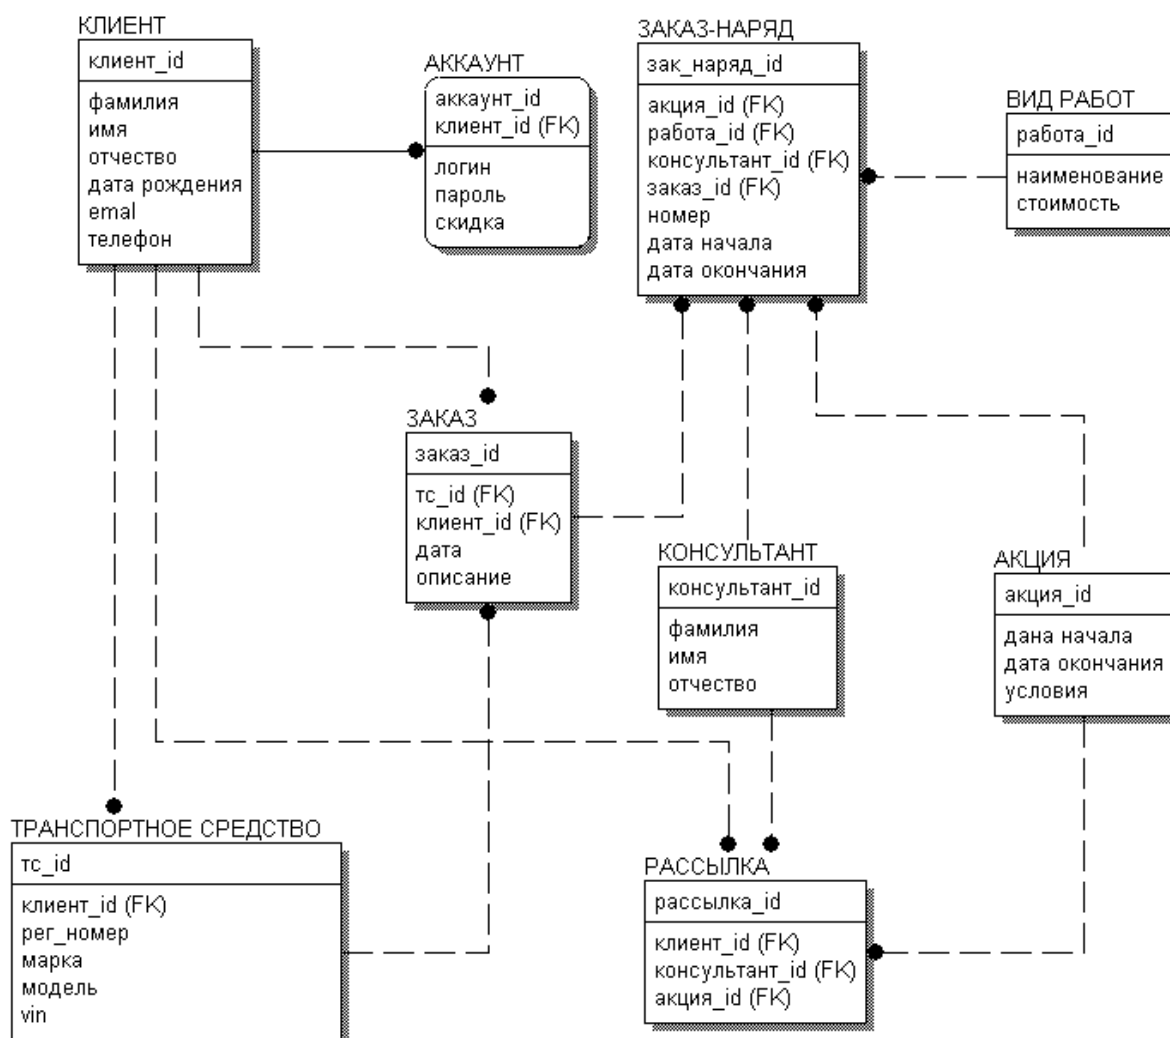 КЛИЕНТ
клиент_id
фамилия
имя
отчество
дата рождения
emal
телефон
АККАУНТ
аккаунт_id
клиент_id (FK)
логин
пароль
скидка
ЗАКАЗ-НАРЯД
зак_наряд_id
акция_id (FK)
работа_id (FK)
консультант_id (FK)
заказ_id (FK)
номер
дата начала
дата окончания
ВИД РАБОТ
работа_id
наименование
стоимость
ЗАКАЗ
заказ_id
тс_id (FK)
клиент_id (FK)
дата
описание
КОНСУЛЬТАНТ
консультант_id
фамилия
имя
отчество
АКЦИЯ
акция_id
дана начала
дата окончания
условия
ТРАНСПОРТНОЕ СРЕДСТВО
тс_id
клиент_id (FK)
рег_номер
марка
модель
vin
РАССЫЛКА
рассылка_id
клиент_id (FK)
консультант_id (FK)
акция_id (FK)